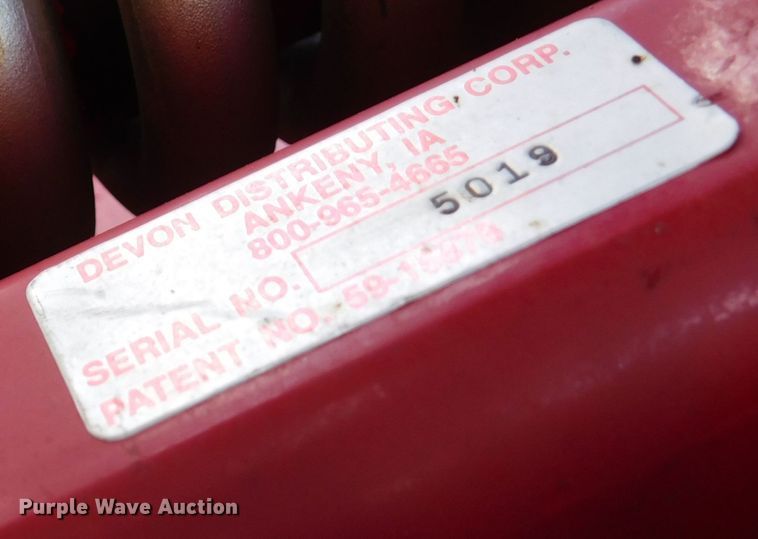 DEVON DISTRIBUTING CORP.
ANKENY, IA
800-965-4665
SERIAL NO. 5019
PATENT NO.
Purple Wave Auction